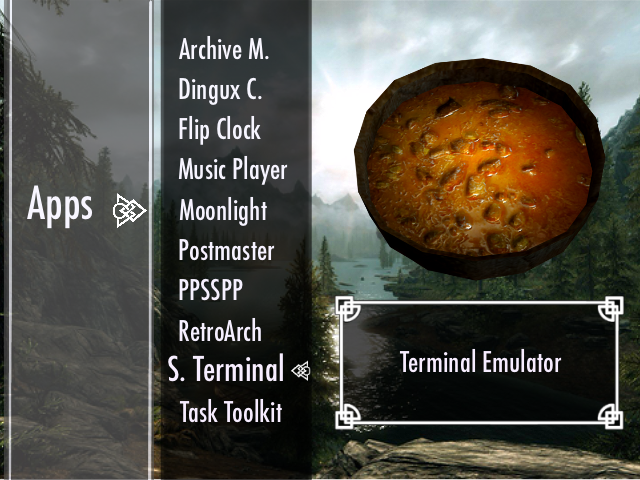 Apps
Archive M.
Dingux C.
Flip Clock
Music Player
Moonlight
Postmaster
PPSSPP
RetroArch
S. Terminal
Task Toolkit
Terminal Emulator